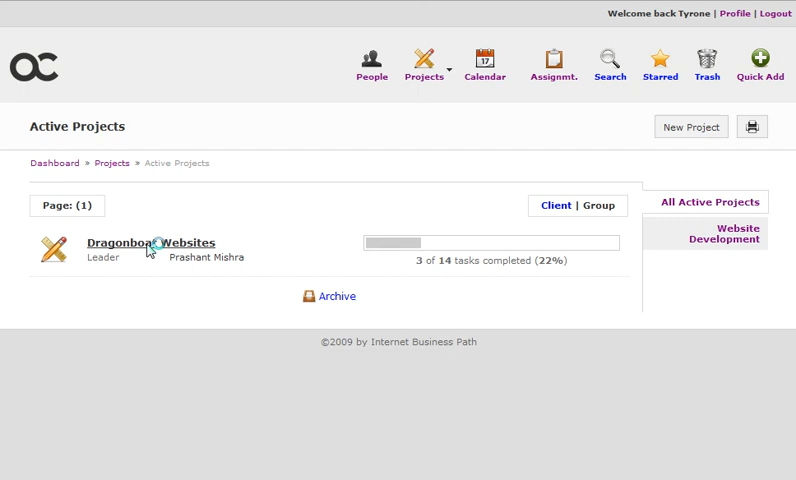 Welcome back Tyrone | Profile | Logout
People
Projects
17
Calendar
Assignmt.
Search
Starred
Trash
Quick Add
Active Projects
New Project
Dashboard » Projects » Active Projects
Page: (1)
Client | Group
All Active Projects
Website
Development
Dragonboat Websites
Leader Prashant Mishra
3 of 14 tasks completed (22%)
Archive
©2009 by Internet Business Path